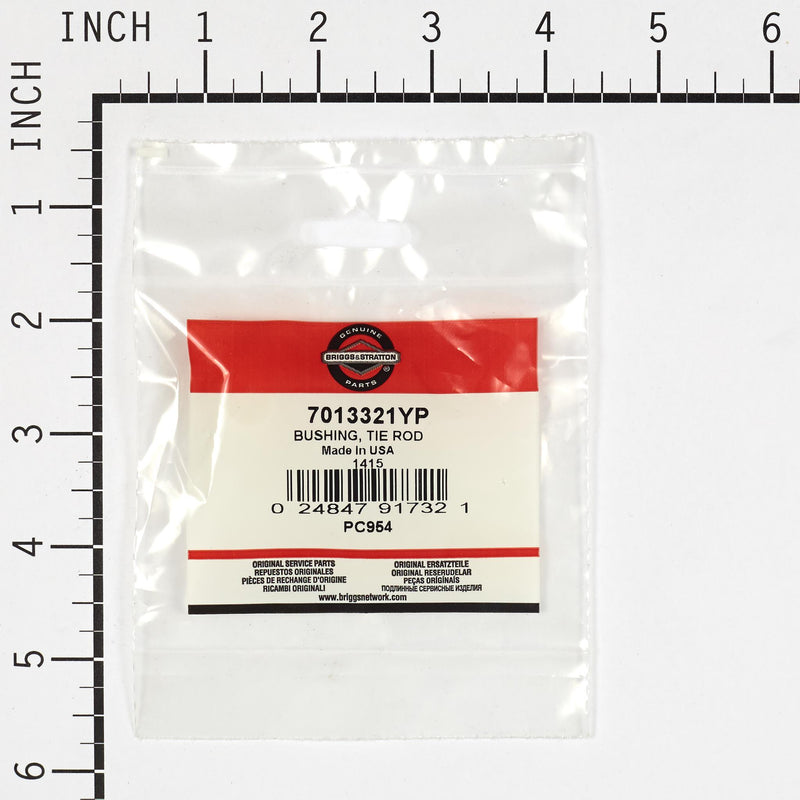 INCH 1 2 3 4 5 6
INCH
1
2
3
4
5
6
GENUINE
BRIGGS&STRATTON
®
PARTS
7013321YP
BUSHING, TIE ROD
Made In USA
1415
0 24847 91732 1
PC954
ORIGINAL SERVICE PARTS
REPUESTOS ORIGINALES
PIÈCES DE RECHANGE D'ORIGINE
RICAMBI ORIGINALI
ORIGINAL ERSATZTEILE
ORIGINAL RESERUDELAR
PEÇAS ORIGINAIS
ПОДЛИННЫЕ СЕРВИСНЫЕ ИЗДЕЛИЯ
www.briggsnetwork.com